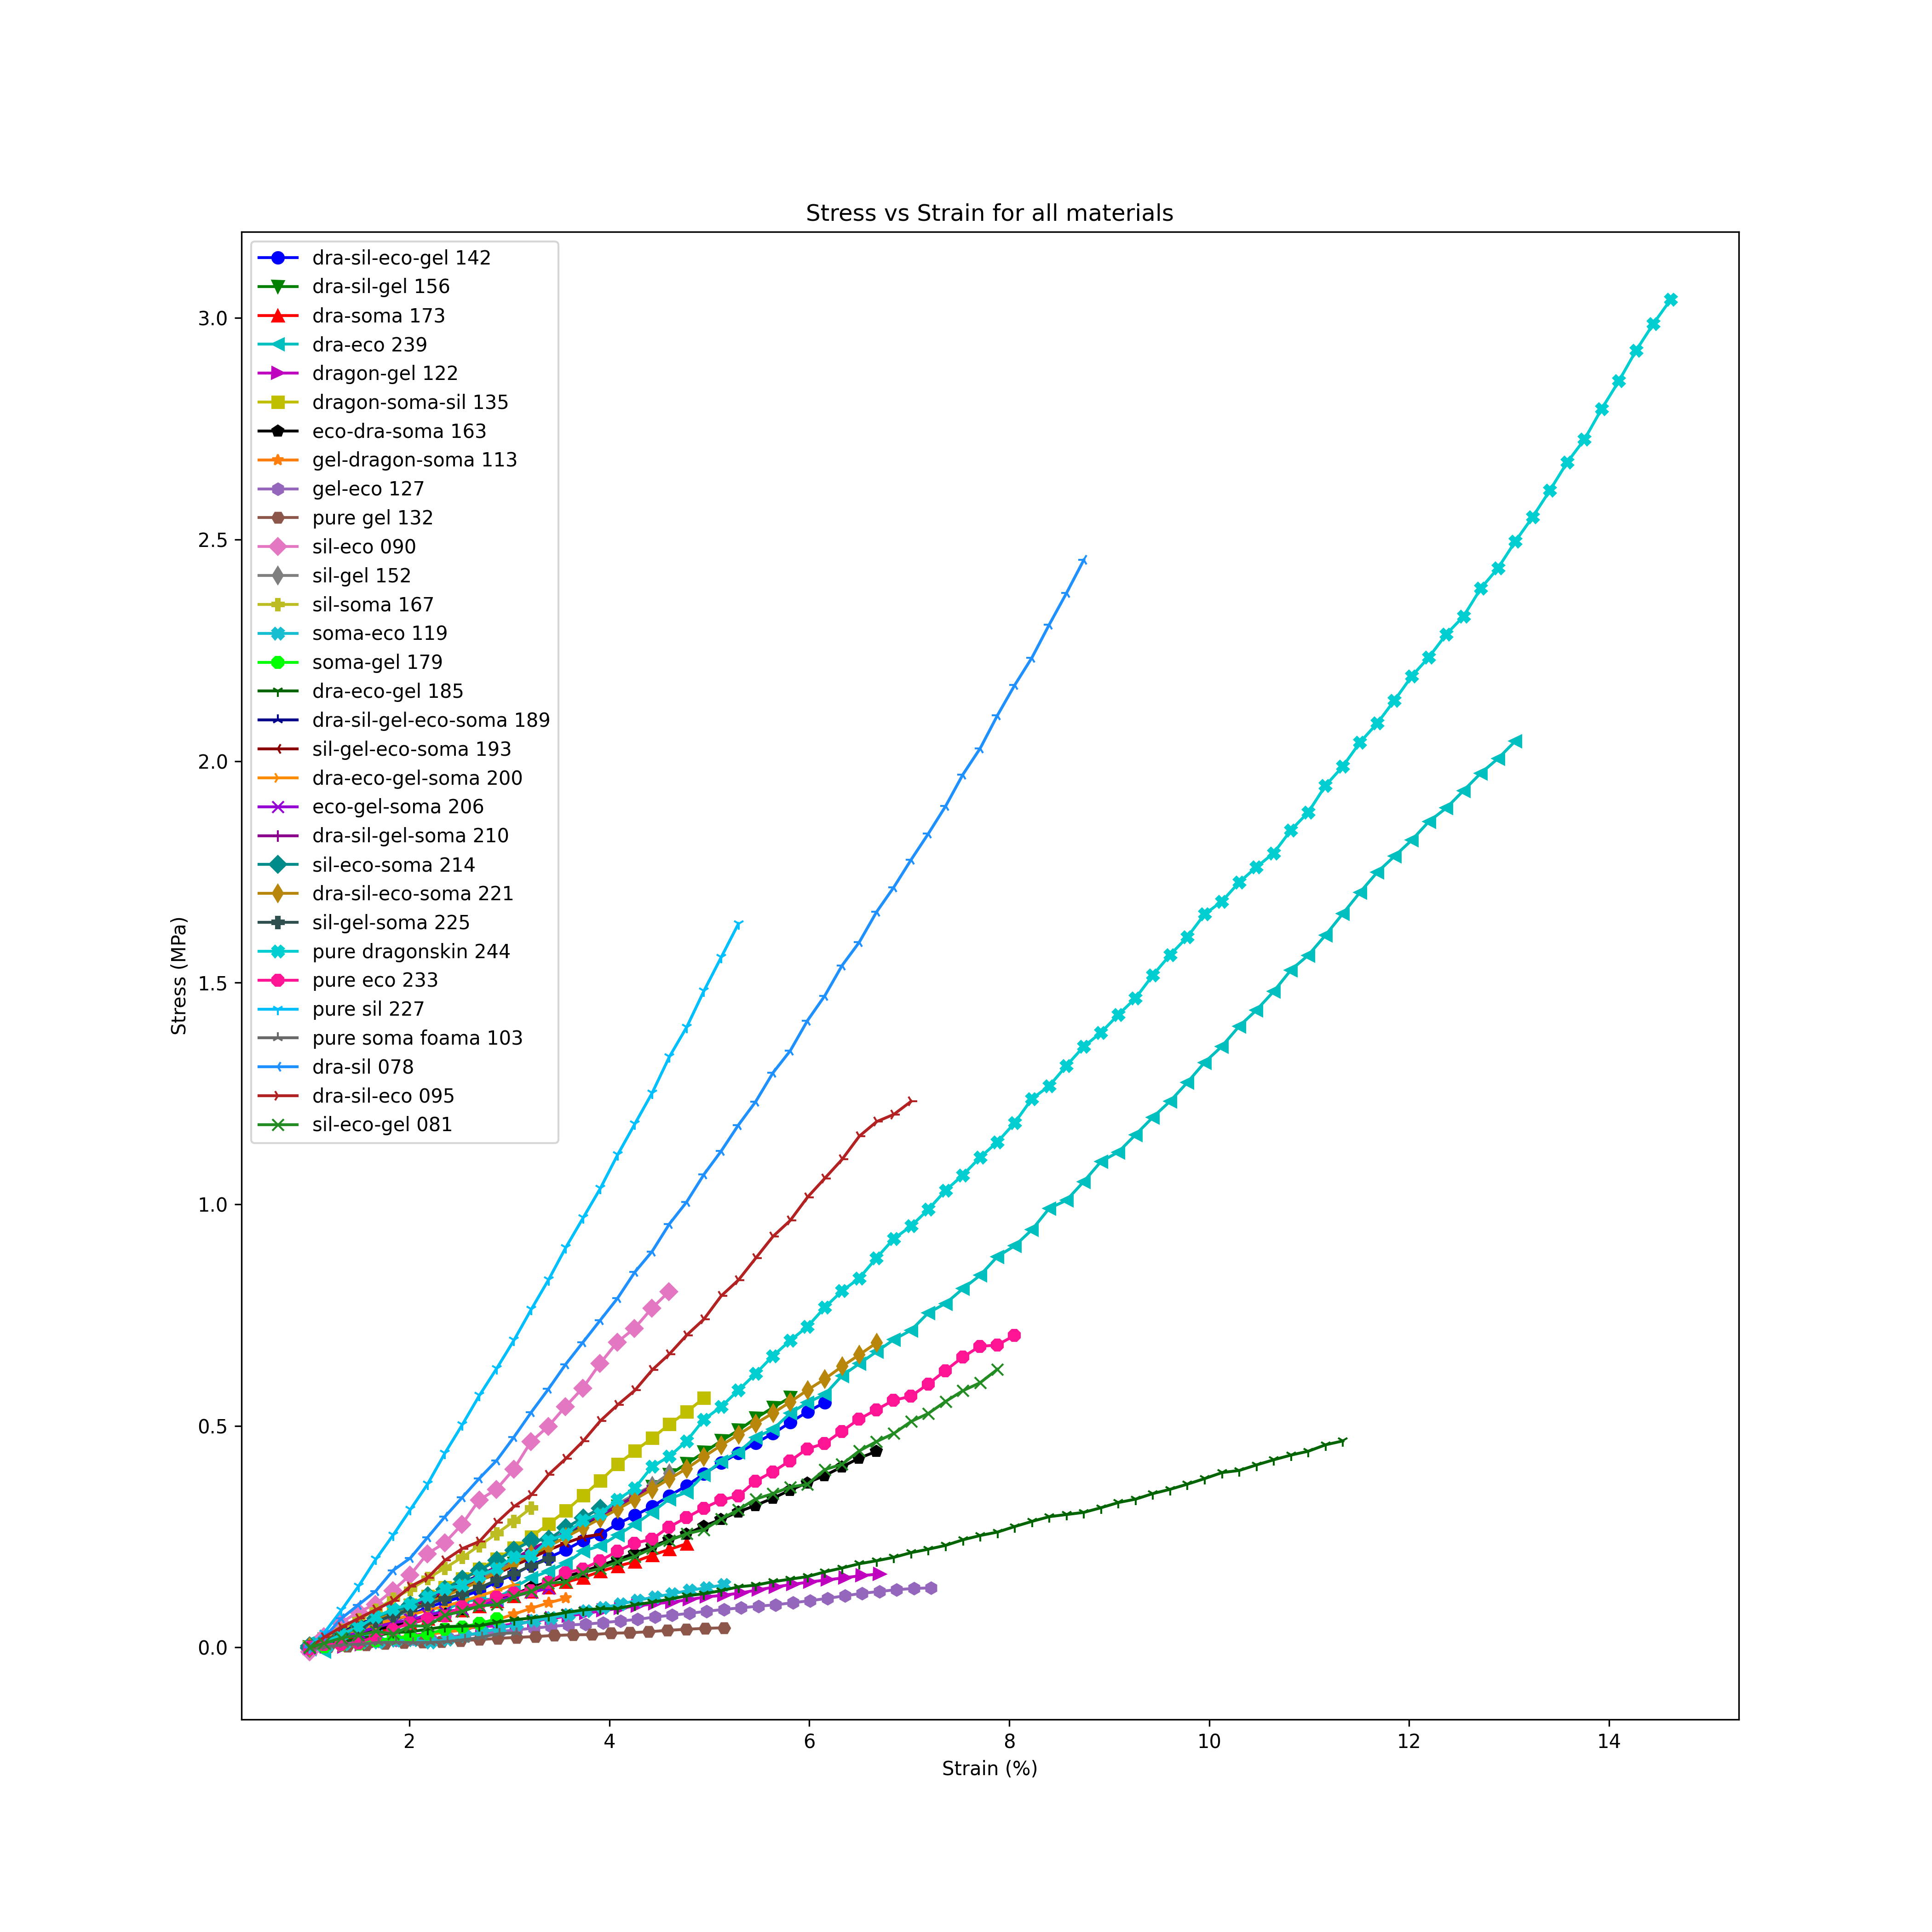 Stress vs Strain for all materials
dra-sil-eco-gel 142
dra-sil-gel 156
dra-soma 173
dra-eco 239
dragon-gel 122
dragon-soma-sil 135
eco-dra-soma 163
gel-dragon-soma 113
gel-eco 127
pure gel 132
sil-eco 090
sil-gel 152
sil-soma 167
soma-eco 119
soma-gel 179
dra-eco-gel 185
dra-sil-gel-eco-soma 189
sil-gel-eco-soma 193
dra-eco-gel-soma 200
eco-gel-soma 206
dra-sil-gel-soma 210
sil-eco-soma 214
dra-sil-eco-soma 221
sil-gel-soma 225
pure dragonskin 244
pure eco 233
pure sil 227
pure soma foama 103
dra-sil 078
dra-sil-eco 095
sil-eco-gel 081
Stress (MPa)
3.0
2.5
2.0
1.5
1.0
0.5
0.0
2 4 6 8 10 12 14
Strain (%)